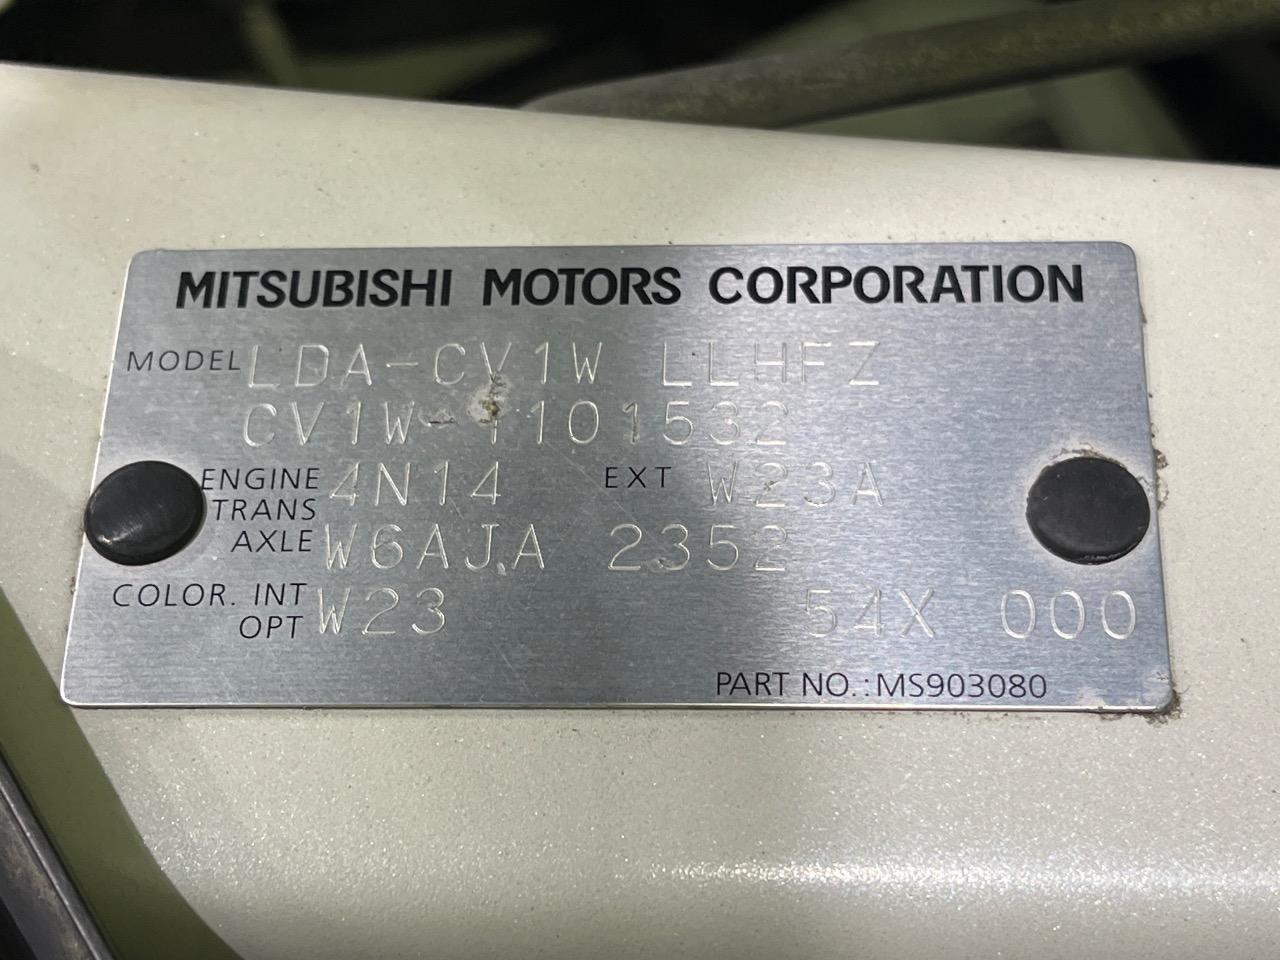 MITSUBISHI MOTORS CORPORATION
MODEL LDA-CV1W LLHFZ
CV1W-1101532
ENGINE 4N14 EXT W23A
TRANS
AXLE W6AJA 2352
COLOR. INT W23 54X 000
OPT
PART NO.: MS903080